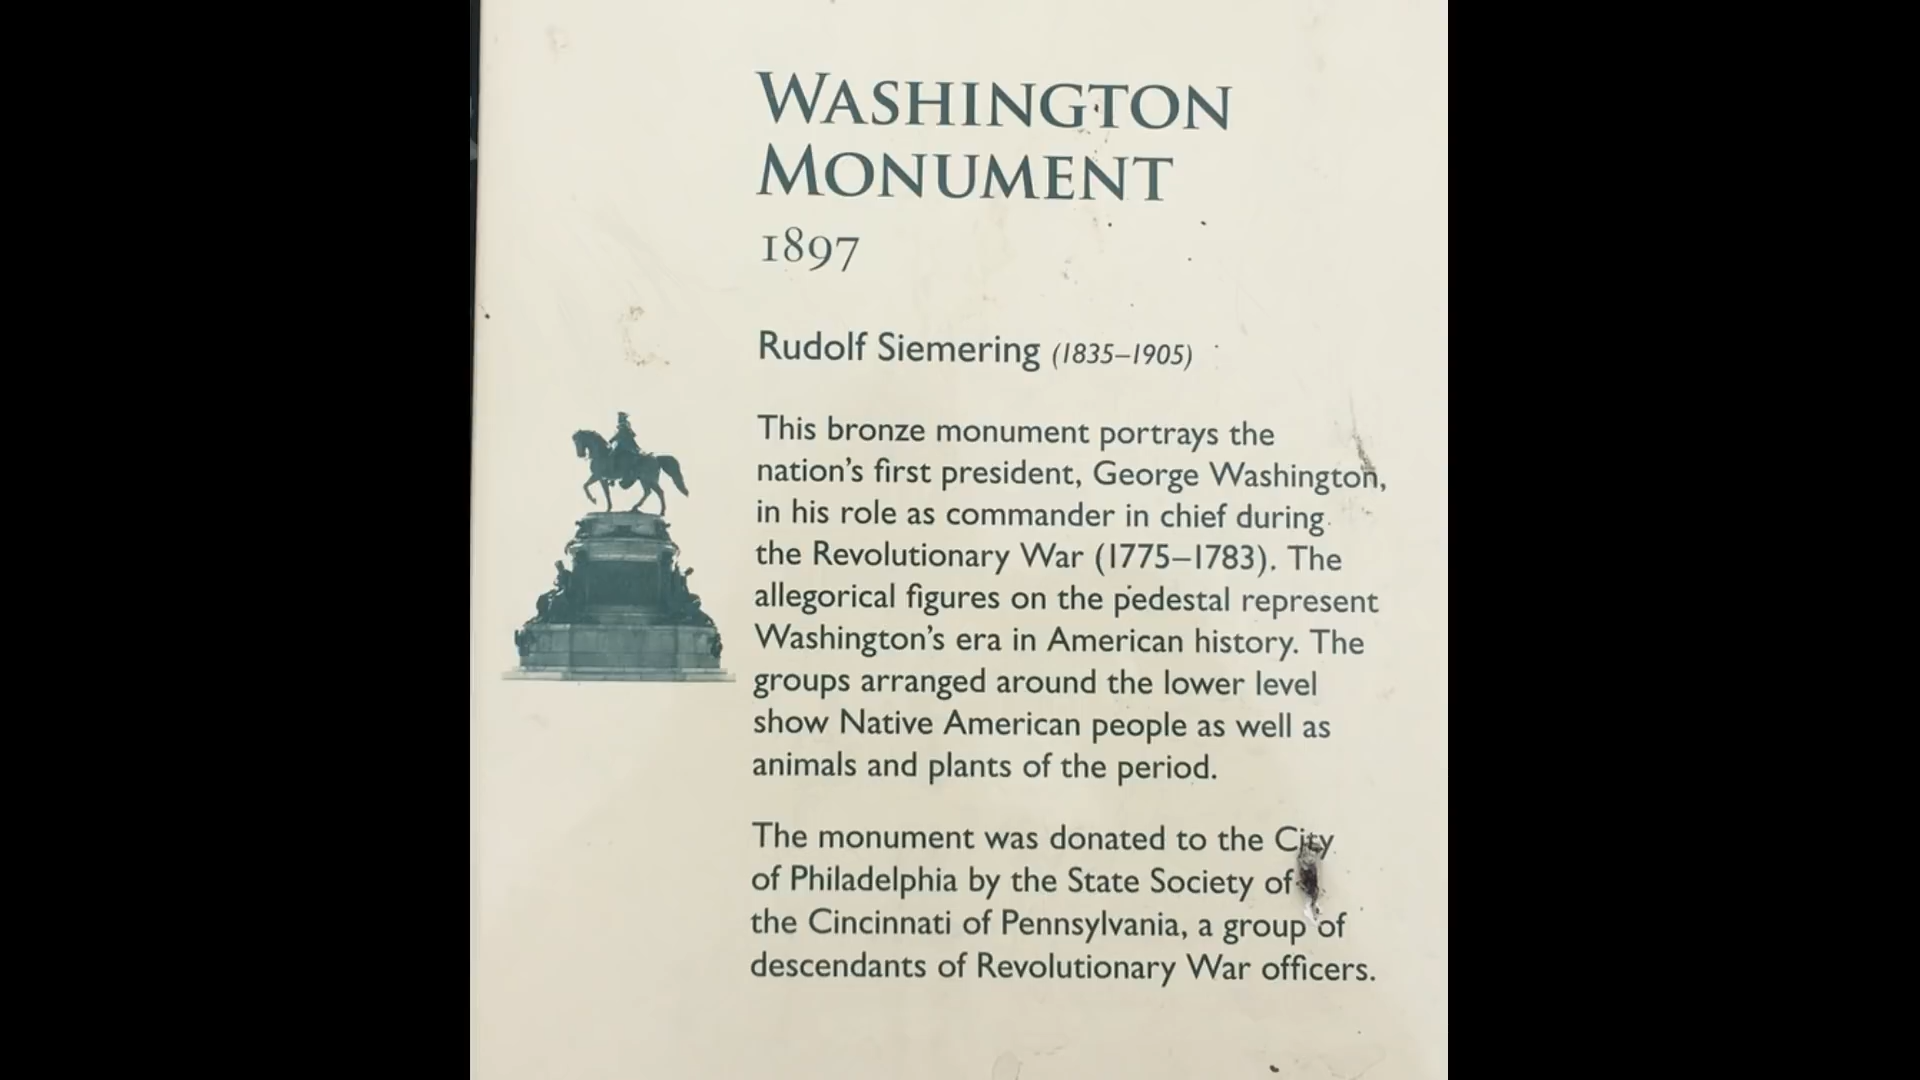 WASHINGTON
MONUMENT
1897
Rudolf Siemering (1835–1905)
This bronze monument portrays the
nation's first president, George Washington,
in his role as commander in chief during
the Revolutionary War (1775–1783). The
allegorical figures on the pedestal represent
Washington's era in American history. The
groups arranged around the lower level
show Native American people as well as
animals and plants of the period.
The monument was donated to the City
of Philadelphia by the State Society of
the Cincinnati of Pennsylvania, a group of
descendants of Revolutionary War officers.